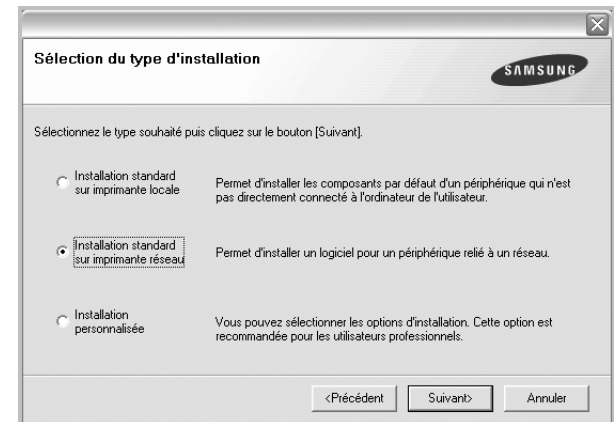 Sélection du type d'installation
SAMSUNG
Sélectionnez le type souhaité puis cliquez sur le bouton [Suivant].
Installation standard
sur imprimante locale
Permet d'installer les composants par défaut d'un périphérique qui n'est
pas directement connecté à l'ordinateur de l'utilisateur.
Installation standard
sur imprimante réseau
Permet d'installer un logiciel pour un périphérique relié à un réseau.
Installation
personnalisée
Vous pouvez sélectionner les options d'installation. Cette option est
recommandée pour les utilisateurs professionnels.
<Précédent
Suivant>
Annuler